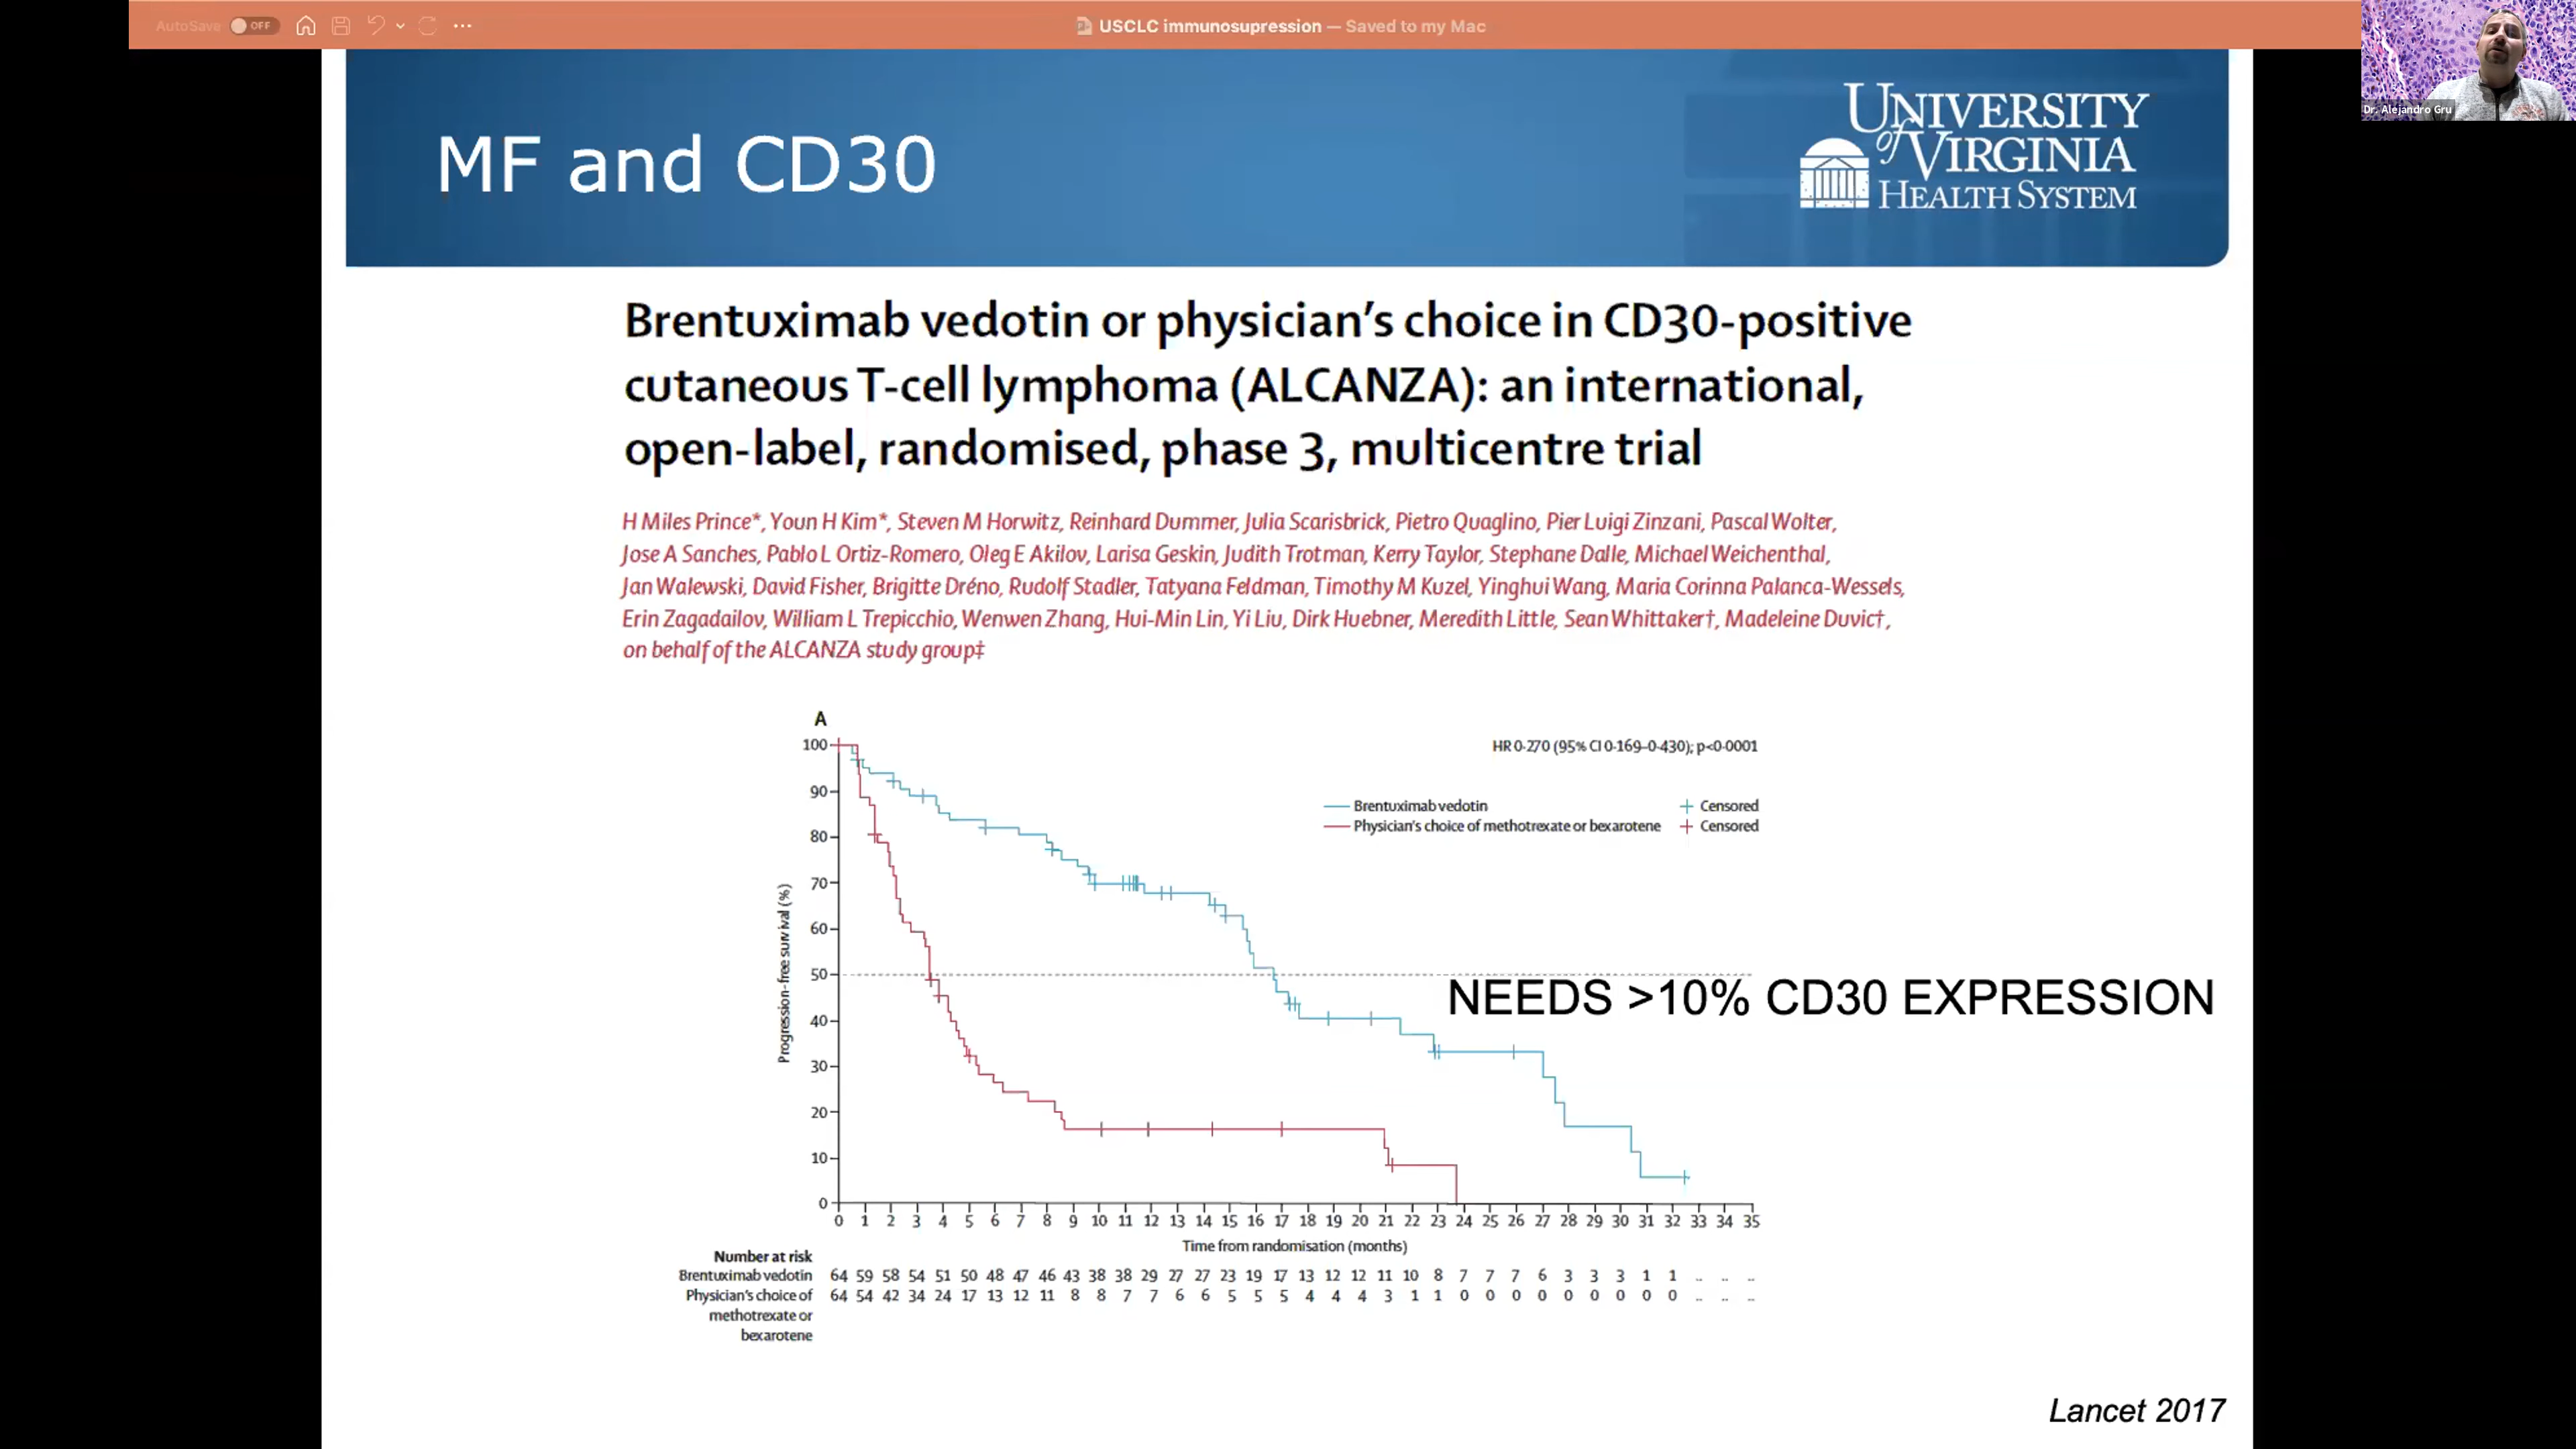 AutoSave OFF
USCLC immunosupression — Saved to my Mac
Dr. Alejandro Gru
MF and CD30
UNIVERSITY
of VIRGINIA
HEALTH SYSTEM
Brentuximab vedotin or physician's choice in CD30-positive
cutaneous T-cell lymphoma (ALCANZA): an international,
open-label, randomised, phase 3, multicentre trial
H Miles Prince*, Youn H Kim*, Steven M Horwitz, Reinhard Dummer, Julia Scarisbrick, Pietro Quaglino, Pier Luigi Zinzani, Pascal Wolter,
Jose A Sanches, Pablo L Ortiz-Romero, Oleg E Akilov, Larisa Geskin, Judith Trotman, Kerry Taylor, Stephane Dalle, Michael Weichenthal,
Jan Walewski, David Fisher, Brigitte Dréno, Rudolf Stadler, Tatyana Feldman, Timothy M Kuzel, Yinghui Wang, Maria Corinna Palanca-Wessels,
Erin Zagadailov, William L Trepicchio, Wenwen Zhang, Hui-Min Lin, Yi Liu, Dirk Huebner, Meredith Little, Sean Whittaker†, Madeleine Duvic†,
on behalf of the ALCANZA study group‡
A
HR 0·270 (95% CI 0·169–0·430); p<0·0001
Brentuximab vedotin
Censored
Physician's choice of methotrexate or bexarotene
Censored
Progression-free survival (%)
100
90
80
70
60
50
40
30
20
10
0
NEEDS >10% CD30 EXPRESSION
0 1 2 3 4 5 6 7 8 9 10 11 12 13 14 15 16 17 18 19 20 21 22 23 24 25 26 27 28 29 30 31 32 33 34 35
Time from randomisation (months)
Number at risk
Brentuximab vedotin 64 59 58 54 51 50 48 47 46 43 38 38 29 27 27 23 19 17 13 12 12 11 10 8 7 7 7 6 3 3 3 1 1 .. .. ..
Physician's choice of 64 54 42 34 24 17 13 12 11 8 8 7 7 6 6 5 5 5 4 4 4 3 1 1 0 0 0 0 0 0 0 0 0 .. .. ..
methotrexate or
bexarotene
Lancet 2017